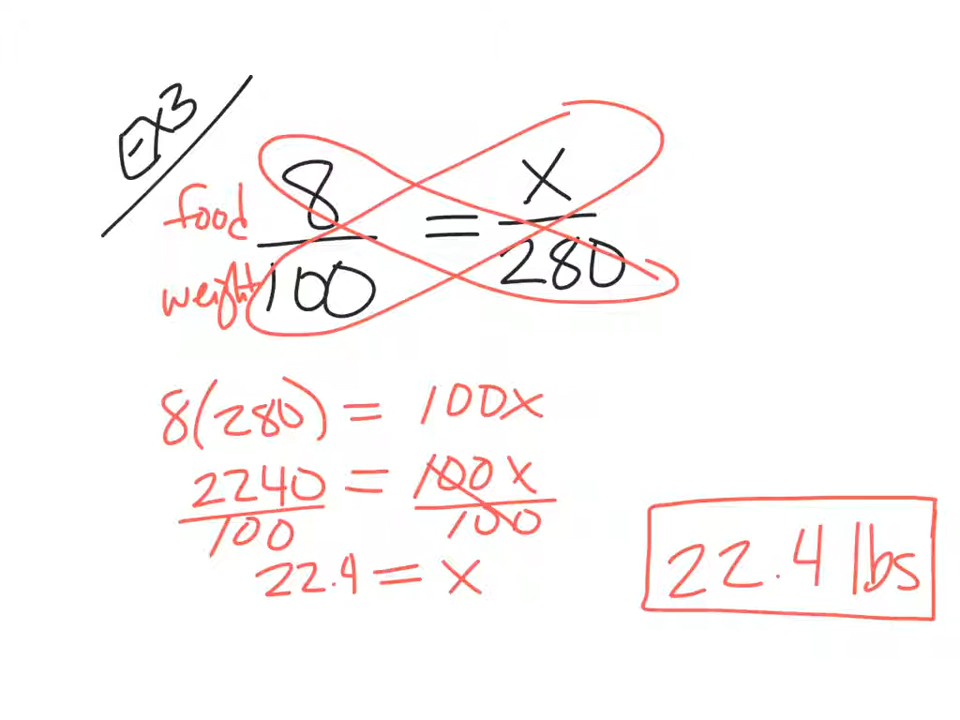 EX3
food 8/100 = x/280
weight
8(280) = 100x
2240/100 = 100x/100
22.4 = x
22.4 lbs